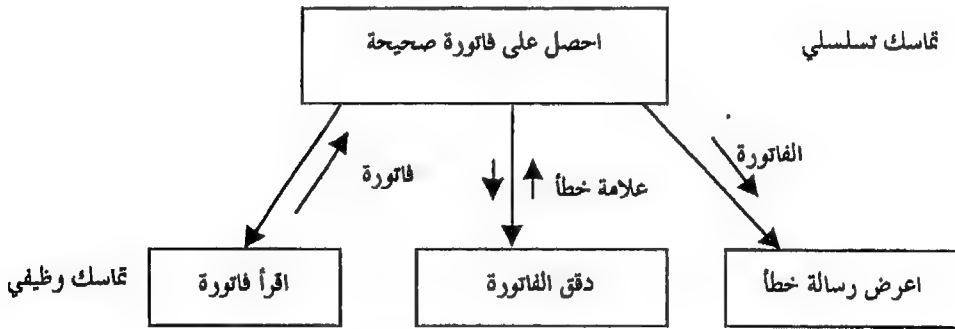 تماسك تسلسلي
احصل على فاتورة صحيحة
الفاتورة
علامة خطأ
فاتورة
اعرض رسالة خطأ
دقق الفاتورة
اقرأ فاتورة
تماسك وظيفي